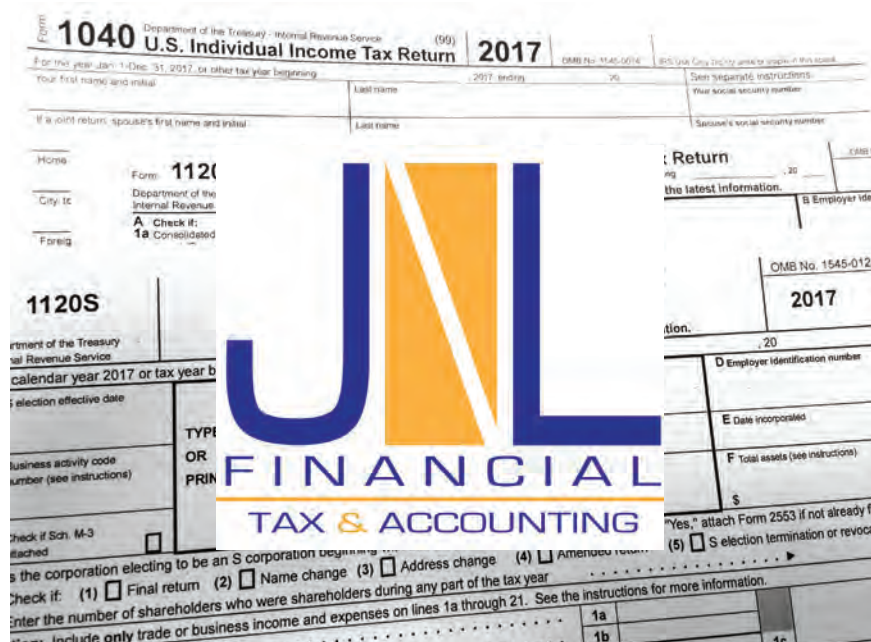 Form 1040 Department of the Treasury - Internal Revenue Service (99)
U.S. Individual Income Tax Return 2017 OMB No. 1545-0074
For the year Jan. 1-Dec. 31, 2017, or other tax year beginning , 2017, ending , 20 See separate instructions.
Your first name and initial Last name Your social security number
If a joint return, spouse's first name and initial Last name Spouse's social security number
Home
City, to
Foreig
Form 1120
Department of the
Internal Revenue
A Check if:
1a Consolidated
x Return
, 20
the latest information.
B Employer ide
OMB No. 1545-012
2017
tion.
, 20
1120S
rtment of the Treasury
nal Revenue Service
calendar year 2017 or tax year b
S election effective date
Business activity code
number (see instructions)
Check if Sch. M-3
attached
TYPE
OR
PRIN
D Employer identification number
E Date incorporated
F Total assets (see instructions)
$
JNL
FINANCIAL
TAX & ACCOUNTING
Is the corporation electing to be an S corporation beginning "Yes," attach Form 2553 if not already f
Check if: (1) Final return (2) Name change (3) Address change (4) Amended return (5) S election termination or revoca
Enter the number of shareholders who were shareholders during any part of the tax year
Include only trade or business income and expenses on lines 1a through 21. See the instructions for more information.
1a
1b
1c